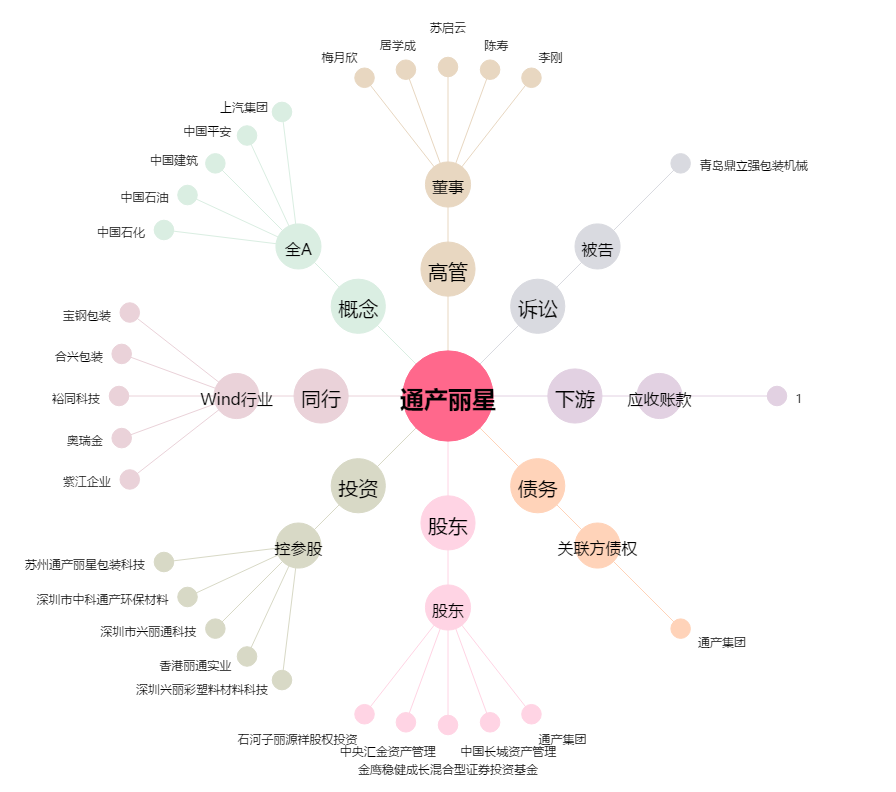 苏启云
居学成
陈寿
梅月欣
李刚
上汽集团
中国平安
中国建筑
中国石油
中国石化
董事
青岛鼎立强包装机械
全A
被告
高管
概念
诉讼
宝钢包装
合兴包装
裕同科技
奥瑞金
紫江企业
Wind行业
同行
通产丽星
下游
应收账款
1
投资
债务
股东
控参股
关联方债权
苏州通产丽星包装科技
深圳市中科通产环保材料
深圳市兴丽通科技
香港丽通实业
深圳兴丽彩塑料材料科技
股东
通产集团
石河子丽源祥股权投资
中央汇金资产管理
金鹰稳健成长混合型证券投资基金
中国长城资产管理
通产集团